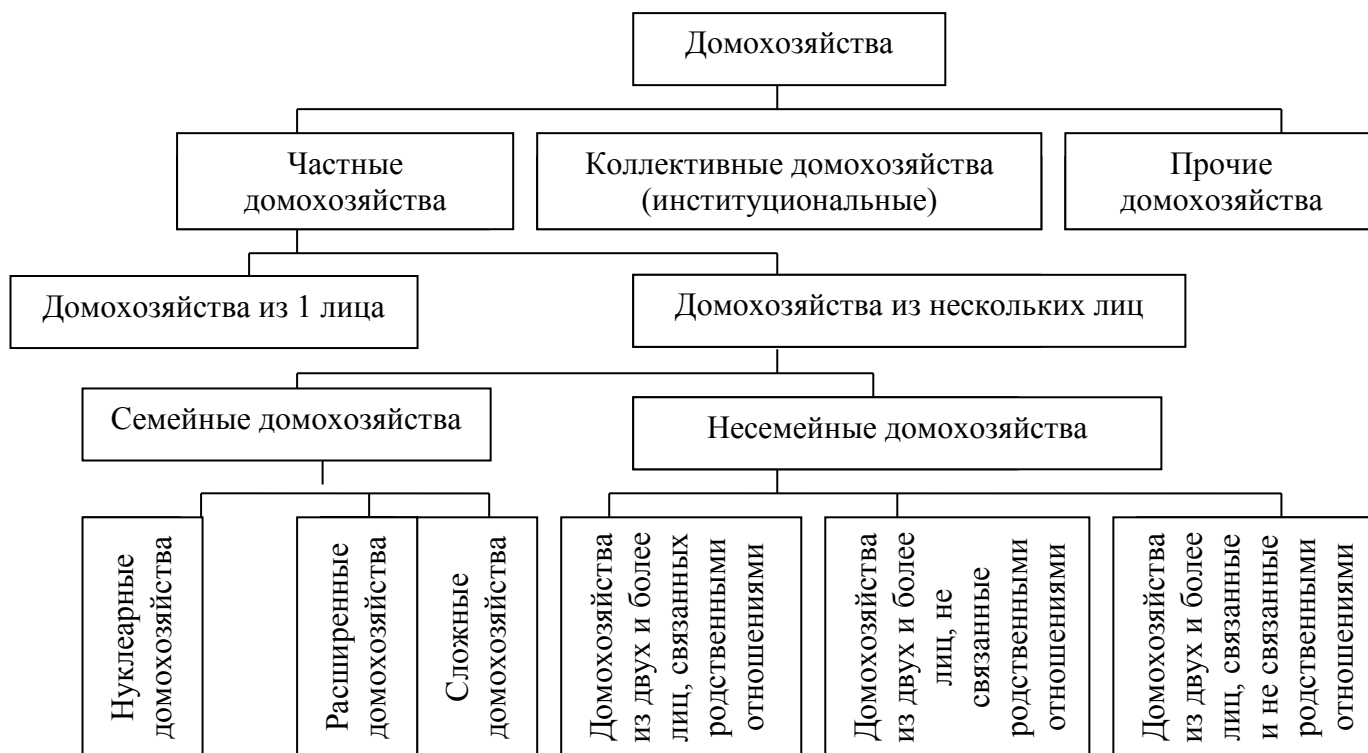 Домохозяйства
Частные
домохозяйства
Коллективные домохозяйства
(институциональные)
Прочие
домохозяйства
Домохозяйства из 1 лица
Домохозяйства из нескольких лиц
Семейные домохозяйства
Несемейные домохозяйства
Нуклеарные
домохозяйства
Расширенные
домохозяйства
Сложные
домохозяйства
Домохозяйства
из двух и более
лиц, связанных
родственными
отношениями
Домохозяйства
из двух и более
лиц, не
связанные
родственными
отношениями
Домохозяйства
из двух и более
лиц, связанные
и не связанные
родственными
отношениями